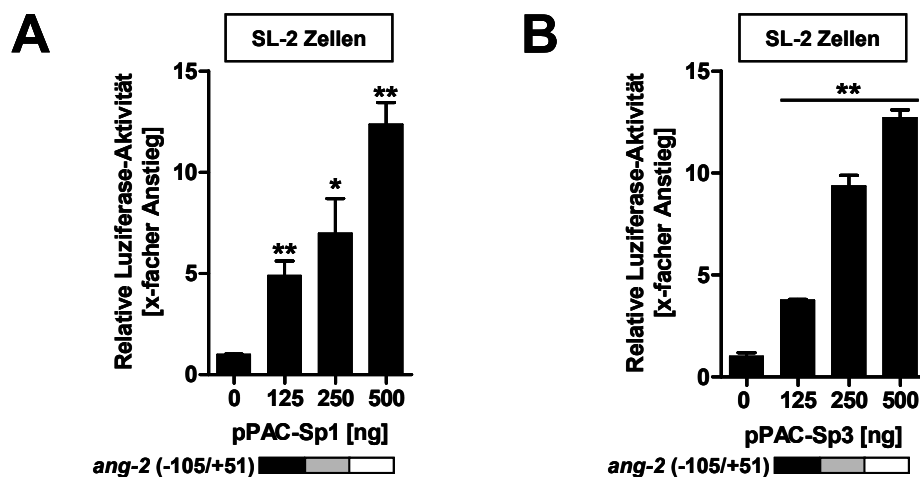 A
SL-2 Zellen
Relative Luziferase-Aktivität
[x-facher Anstieg]
15
10
5
0
**
*
**
0 125 250 500
pPAC-Sp1 [ng]
ang-2 (-105/+51)
B
SL-2 Zellen
Relative Luziferase-Aktivität
[x-facher Anstieg]
15
10
5
0
**
0 125 250 500
pPAC-Sp3 [ng]
ang-2 (-105/+51)